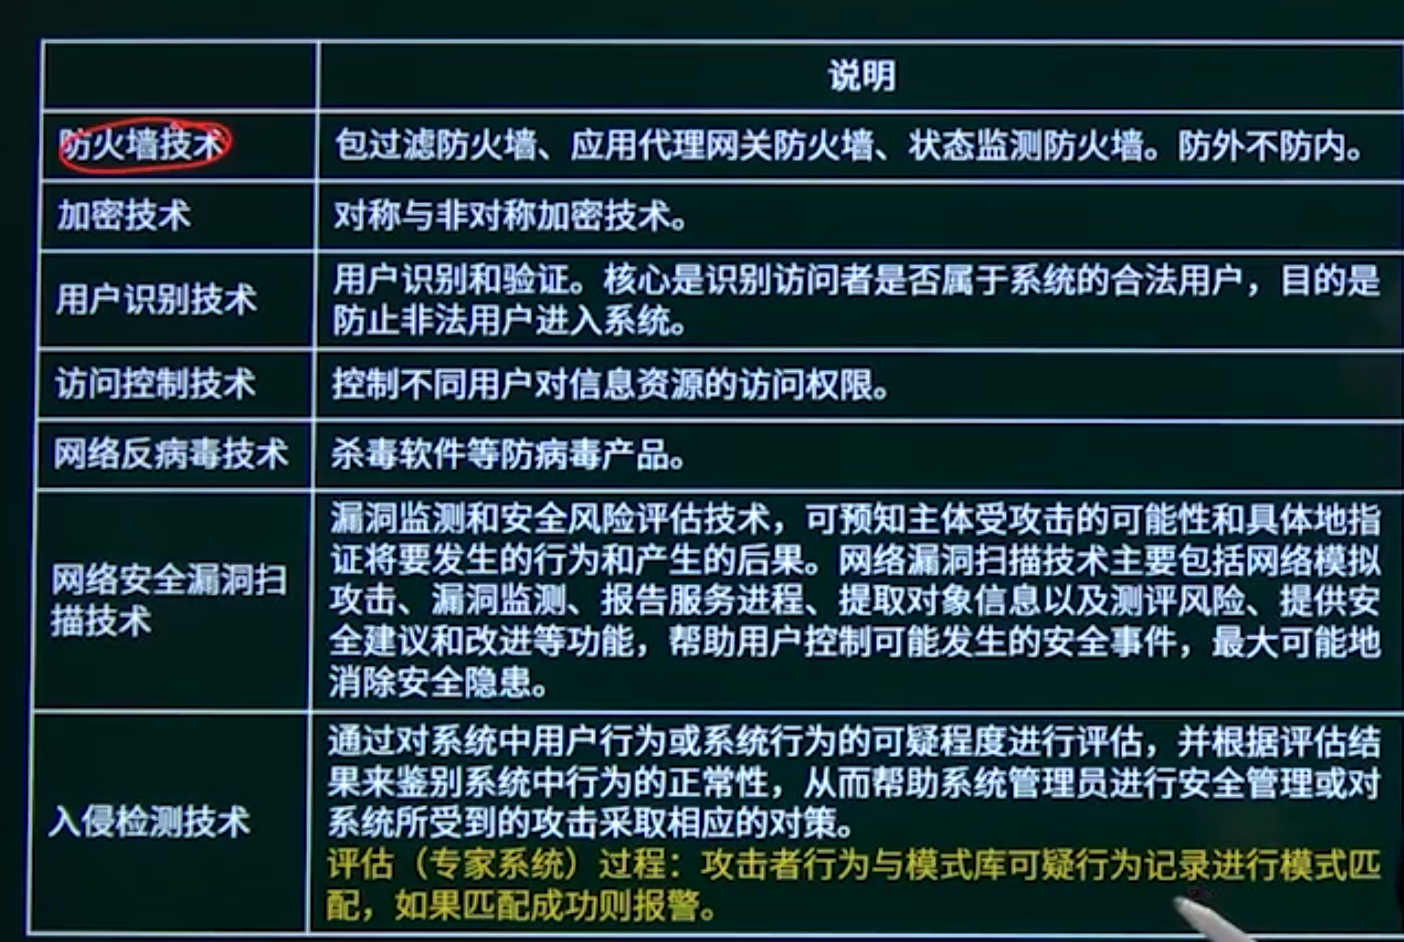 说明
防火墙技术
包过滤防火墙、应用代理网关防火墙、状态监测防火墙。防外不防内。
加密技术
对称与非对称加密技术。
用户识别技术
用户识别和验证。核心是识别访问者是否属于系统的合法用户，目的是
防止非法用户进入系统。
访问控制技术
控制不同用户对信息资源的访问权限。
网络反病毒技术
杀毒软件等防病毒产品。
网络安全漏洞扫
描技术
漏洞监测和安全风险评估技术，可预知主体受攻击的可能性和具体地指
证将要发生的行为和产生的后果。网络漏洞扫描技术主要包括网络模拟
攻击、漏洞监测、报告服务进程、提取对象信息以及测评风险、提供安
全建议和改进等功能，帮助用户控制可能发生的安全事件，最大可能地
消除安全隐患。
入侵检测技术
通过对系统中用户行为或系统行为的可疑程度进行评估，并根据评估结
果来鉴别系统中行为的正常性，从而帮助系统管理员进行安全管理或对
系统所受到的攻击采取相应的对策。
评估（专家系统）过程：攻击者行为与模式库可疑行为记录进行模式匹
配，如果匹配成功则报警。